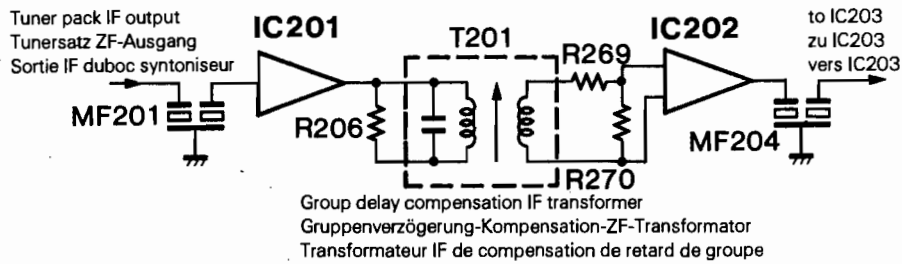 Tuner pack IF output
Tunersatz ZF-Ausgang
Sortie IF duboc syntoniseur
IC201
T201
R269
IC202
to IC203
zu IC203
vers IC203
MF201
R206
R270
MF204
Group delay compensation IF transformer
Gruppenverzögerung-Kompensation-ZF-Transformator
Transformateur IF de compensation de retard de groupe